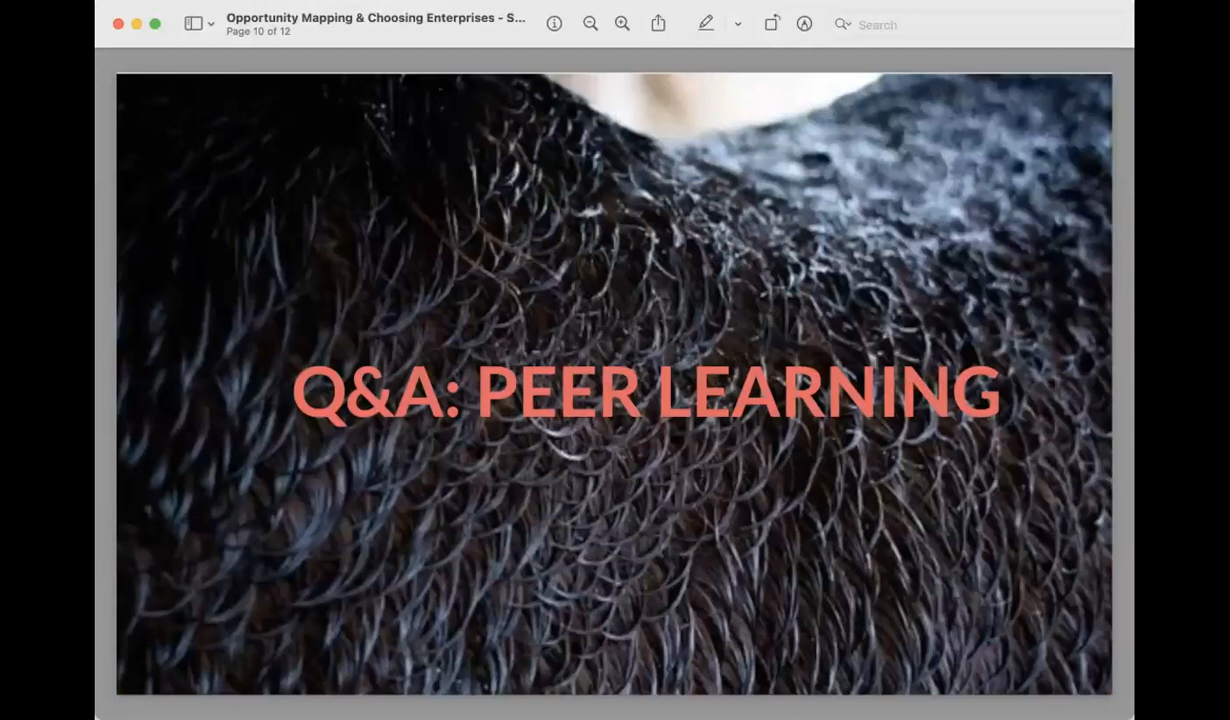 Opportunity Mapping & Choosing Enterprises - S...
Page 10 of 12
Search
Q&A: PEER LEARNING